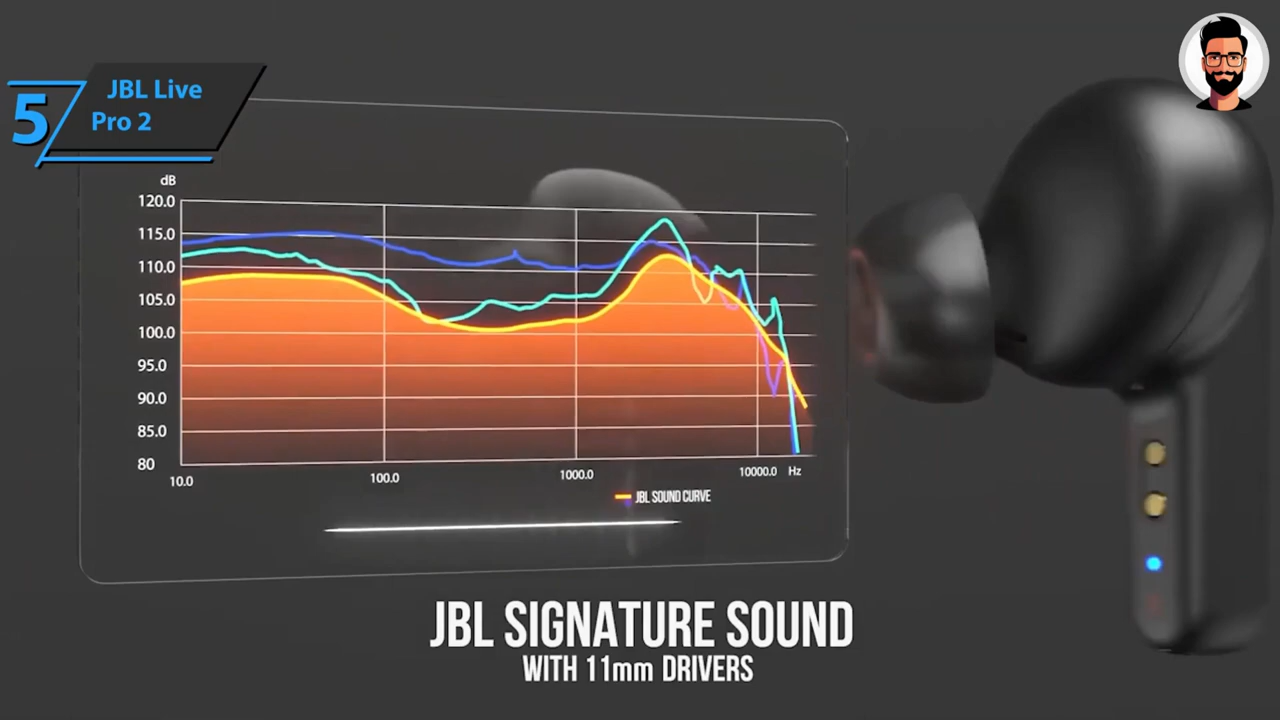 5
JBL Live
Pro 2
dB
120.0
115.0
110.0
105.0
100.0
95.0
90.0
85.0
80
10.0
100.0
1000.0
10000.0
Hz
JBL SOUND CURVE
JBL SIGNATURE SOUND
WITH 11mm DRIVERS